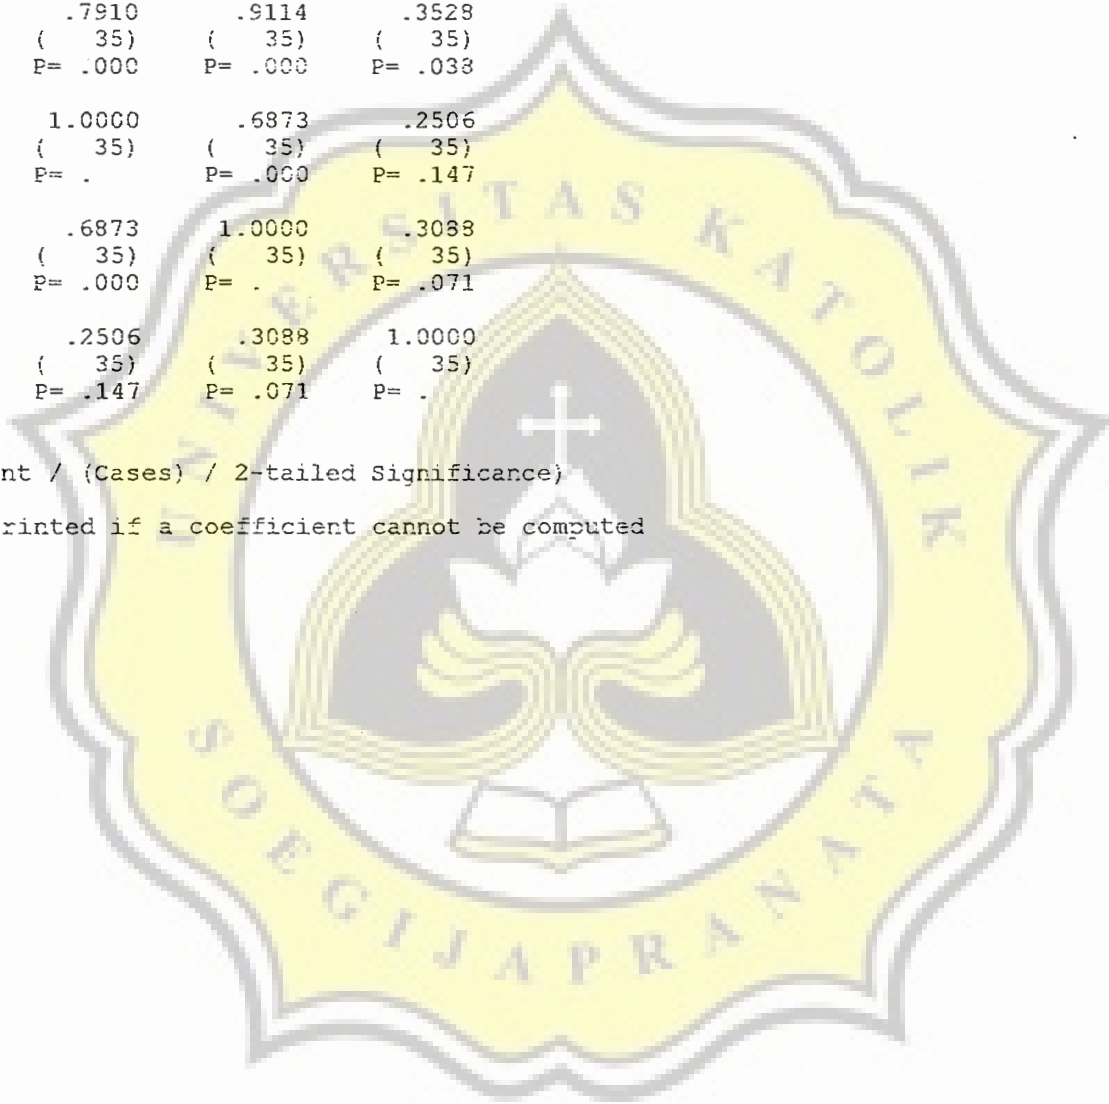 .7910 .9114 .3528
( 35) ( 35) ( 35)
P= .000 P= .000 P= .038
1.0000 .6873 .2506
( 35) ( 35) ( 35)
P= . P= .000 P= .147
.6873 1.0000 .3088
( 35) ( 35) ( 35)
P= .000 P= . P= .071
.2506 .3088 1.0000
( 35) ( 35) ( 35)
P= .147 P= .071 P= .
nt / (Cases) / 2-tailed Significance)
rinted if a coefficient cannot be computed
UNIVERSITAS KATOLIK
SOEGIJAPRANATA